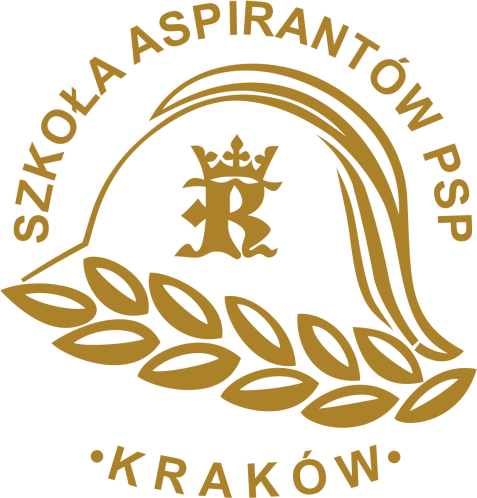 SZKOŁA ASPIRANTÓW PSP
K
•KRAKÓW•